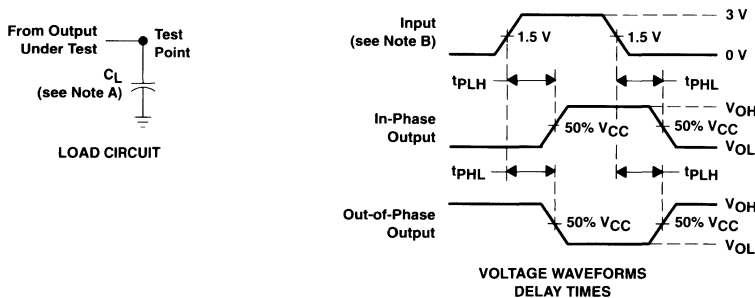 From Output
Under Test
Test
Point
CL
(see Note A)
LOAD CIRCUIT
Input
(see Note B)
1.5 V
1.5 V
3 V
0 V
tPLH
tPHL
In-Phase
Output
50% VCC
50% VCC
VOH
VOL
tPHL
tPLH
Out-of-Phase
Output
50% VCC
50% VCC
VOH
VOL
VOLTAGE WAVEFORMS
DELAY TIMES